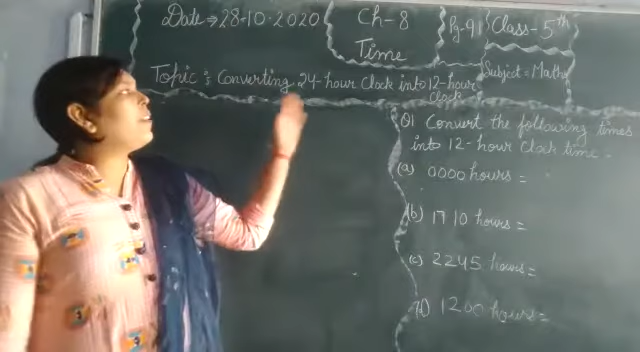 Date → 28-10-2020
Ch-8
Time
Pg-91
Class-5th
Subject = Maths
Topic : Converting 24-hour Clock into 12-hour
Clock
Q1 Convert the following times
into 12-hour Clock time.
(a) 0000 hours =
(b) 1710 hours =
(c) 2245 hours =
(d) 1200 hours =